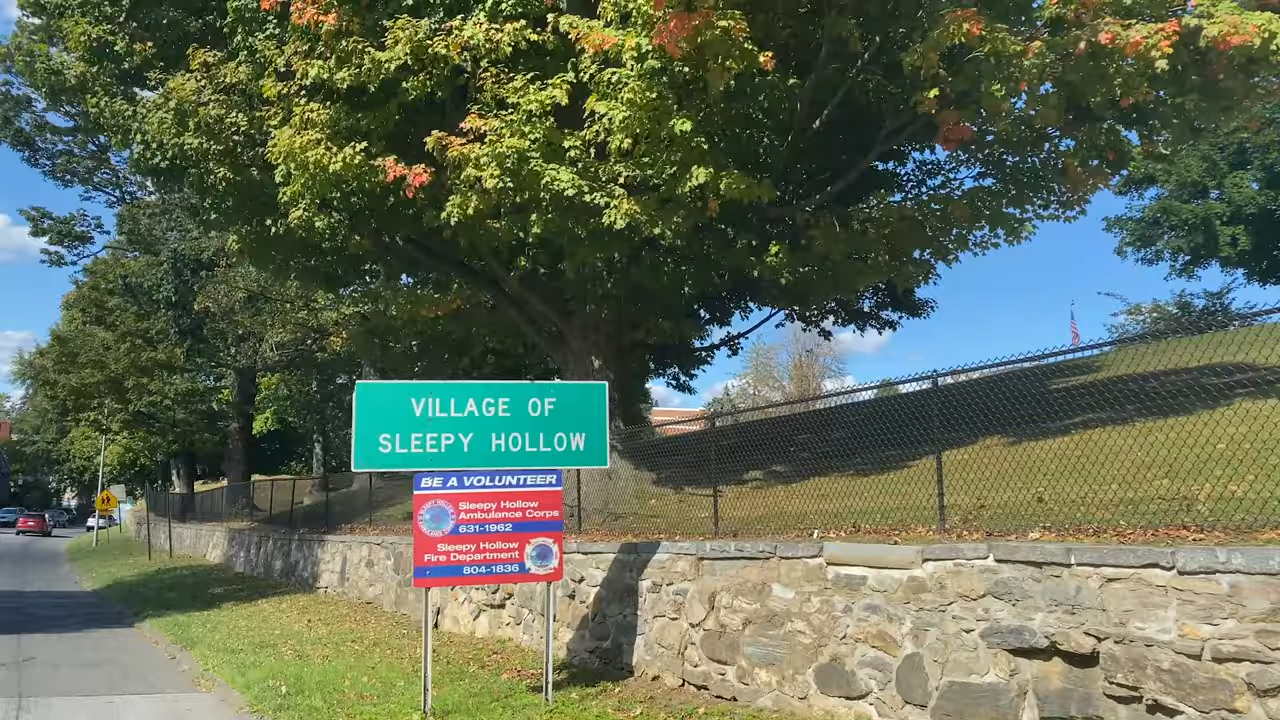 VILLAGE OF
SLEEPY HOLLOW
BE A VOLUNTEER
Sleepy Hollow
Ambulance Corps
631-1962
Sleepy Hollow
Fire Department
804-1836